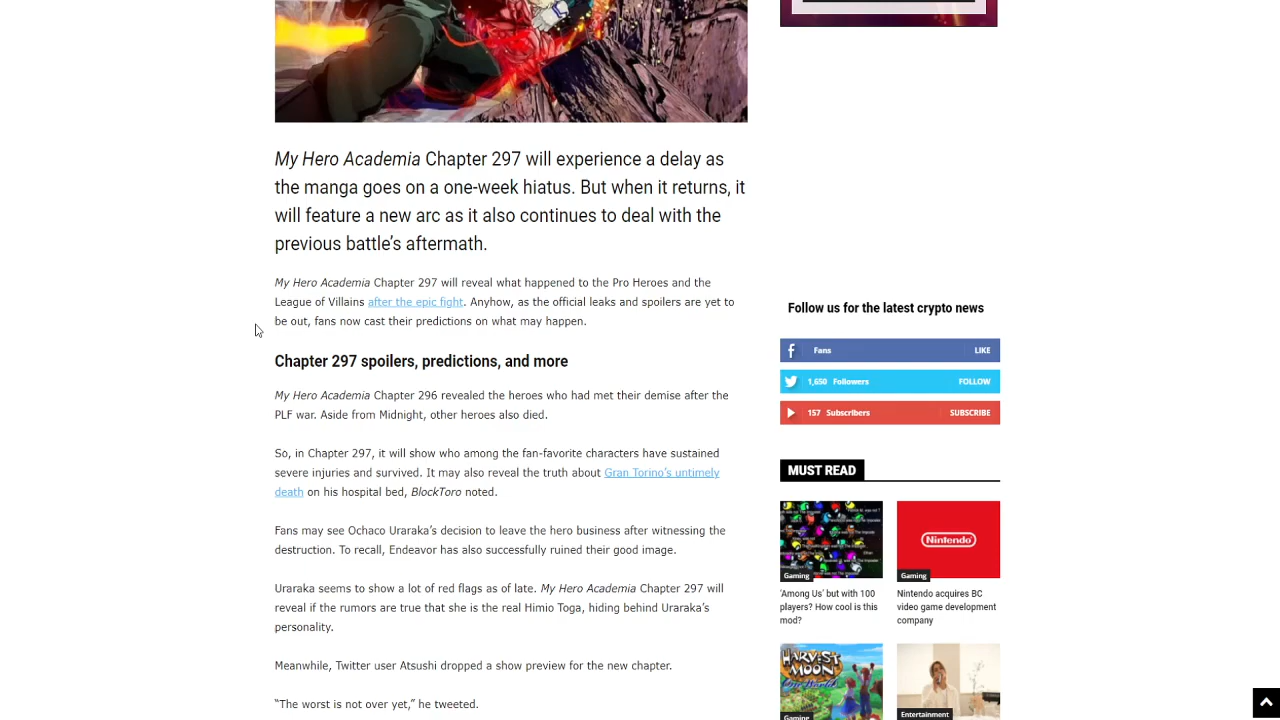 My Hero Academia Chapter 297 will experience a delay as
the manga goes on a one-week hiatus. But when it returns, it
will feature a new arc as it also continues to deal with the
previous battle’s aftermath.
My Hero Academia Chapter 297 will reveal what happened to the Pro Heroes and the
League of Villains after the epic fight. Anyhow, as the official leaks and spoilers are yet to
be out, fans now cast their predictions on what may happen.
Chapter 297 spoilers, predictions, and more
My Hero Academia Chapter 296 revealed the heroes who had met their demise after the
PLF war. Aside from Midnight, other heroes also died.
So, in Chapter 297, it will show who among the fan-favorite characters have sustained
severe injuries and survived. It may also reveal the truth about Gran Torino’s untimely
death on his hospital bed, BlockToro noted.
Fans may see Ochaco Uraraka’s decision to leave the hero business after witnessing the
destruction. To recall, Endeavor has also successfully ruined their good image.
Uraraka seems to show a lot of red flags as of late. My Hero Academia Chapter 297 will
reveal if the rumors are true that she is the real Himio Toga, hiding behind Uraraka’s
personality.
Meanwhile, Twitter user Atsushi dropped a show preview for the new chapter.
“The worst is not over yet,” he tweeted.
Follow us for the latest crypto news
Fans LIKE
1,650 Followers FOLLOW
157 Subscribers SUBSCRIBE
MUST READ
Gaming
‘Among Us’ but with 100
players? How cool is this
mod?
Nintendo
Gaming
Nintendo acquires BC
video game development
company
HARVEST
MOON
Gaming
Entertainment